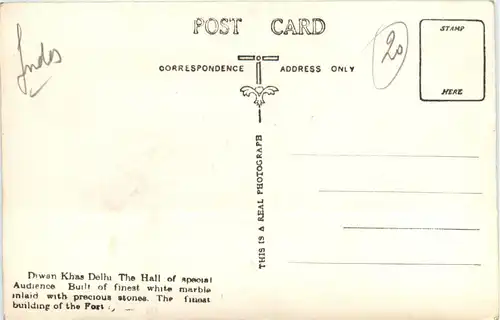 Indes
POST CARD
20
STAMP
HERE
CORRESPONDENCE ADDRESS ONLY
THIS IS A REAL PHOTOGRAPH
Diwan Khas Delhi The Hall of special
Audience Built of finest white marble
inlaid with precious stones. The finest
building of the Fort